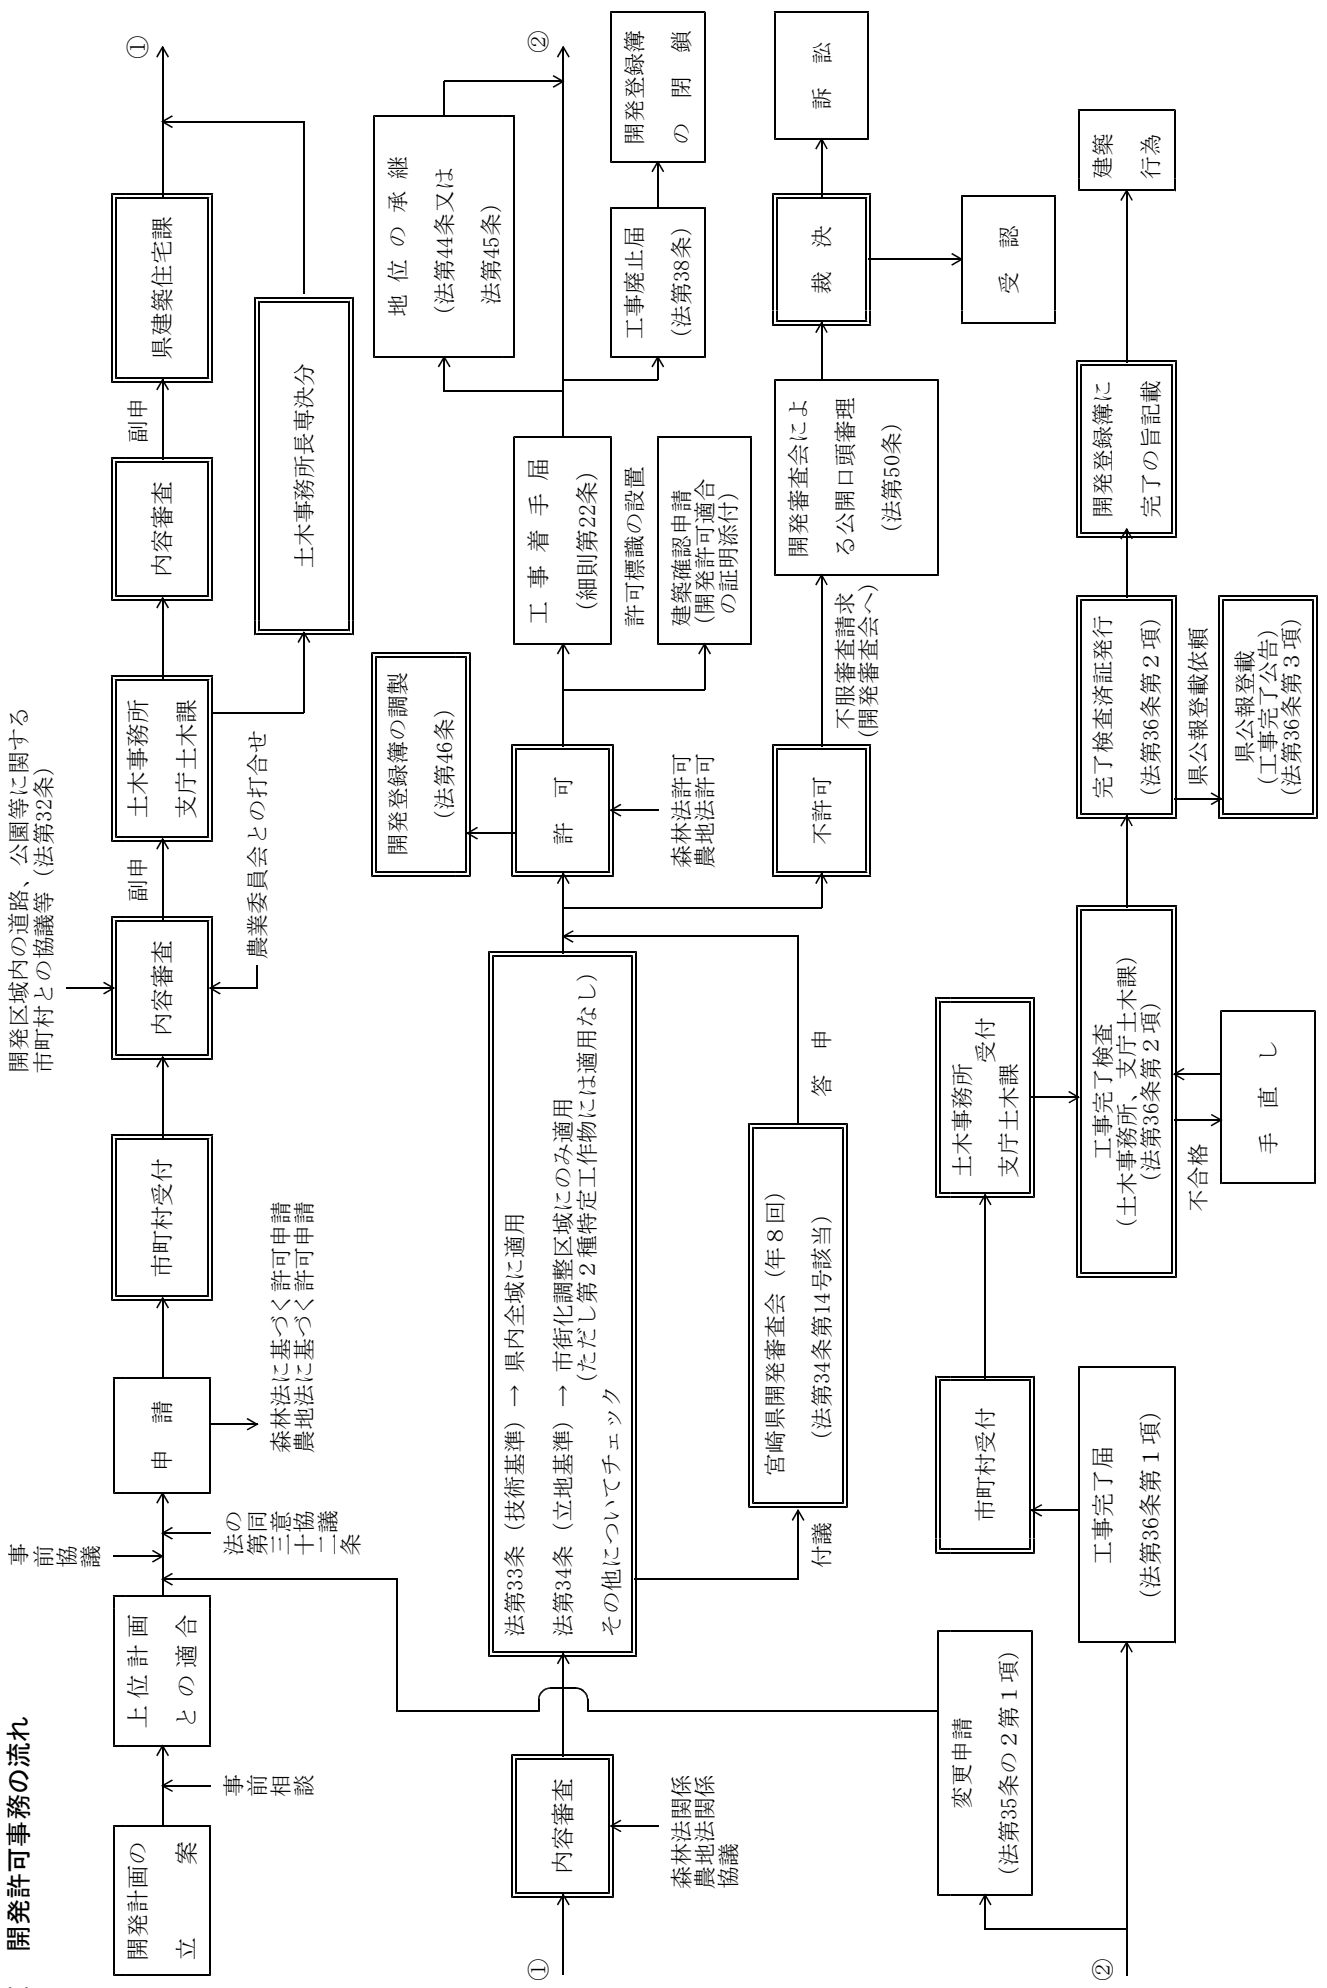 開発許可事務の流れ
開発計画の
立案
事前相談
上位計画
との適合
事前協議
法第三十二条
の同意協議
申請
森林法に基づく許可申請
農地法に基づく許可申請
市町村受付
開発区域内の道路、公園等に関する
市町村との協議等（法第32条）
内容審査
農業委員会との打合せ
副申
土木事務所
支庁土木課
内容審査
副申
県建築住宅課
土木事務所長専決分
①
①
内容審査
森林法関係
農地法関係
協議
法第33条（技術基準）→ 県内全域に適用
法第34条（立地基準）→ 市街化調整区域にのみ適用
（ただし第２種特定工作物には適用なし）
その他についてチェック
付議
宮崎県開発審査会（年８回）
（法第34条第14号該当）
答申
開発登録簿の調製
（法第46条）
許可
森林法許可
農地法許可
不許可
工事着手届
（細則第22条）
許可標識の設置
建築確認申請
（開発許可適合
の証明添付）
地位の承継
（法第44条又は
法第45条）
②
工事廃止届
（法第38条）
開発登録簿
の閉鎖
不服審査請求
（開発審査会へ）
開発審査会によ
る公開口頭審理
（法第50条）
裁決
訴訟
受認
②
変更申請
（法第35条の２第１項）
工事完了届
（法第36条第１項）
市町村受付
土木事務所
受付
支庁土木課
工事完了検査
（土木事務所、支庁土木課）
（法第36条第２項）
不合格
手直し
完了検査済証発行
（法第36条第２項）
県公報登載依頼
県公報登載
（工事完了公告）
（法第36条第３項）
開発登録簿に
完了の旨記載
建築
行為